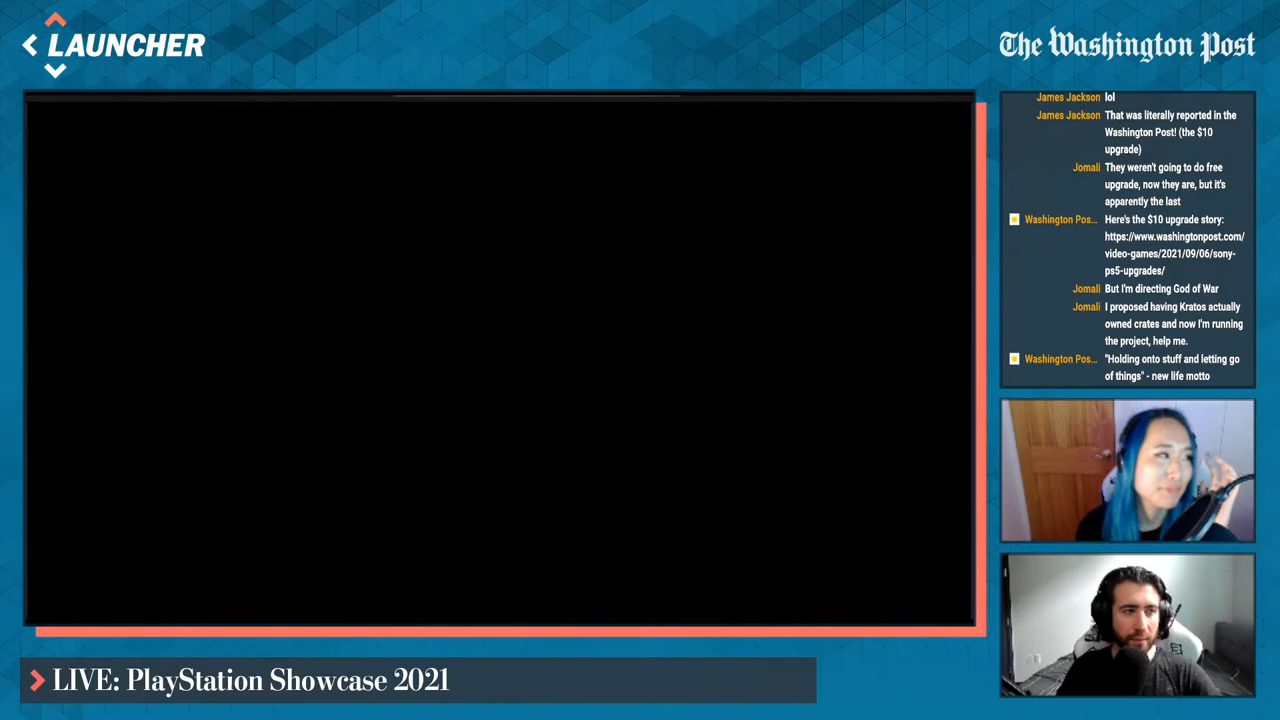 LAUNCHER
The Washington Post
James Jackson lol
James Jackson That was literally reported in the
Washington Post! (the $10
upgrade)
Jomali They weren't going to do free
upgrade, now they are, but it's
apparently the last
Washington Pos... Here's the $10 upgrade story:
https://www.washingtonpost.com/
video-games/2021/09/06/sony-
ps5-upgrades/
Jomali But I'm directing God of War
Jomali I proposed having Kratos actually
owned crates and now I'm running
the project, help me.
Washington Pos... "Holding onto stuff and letting go
of things" - new life motto
LIVE: PlayStation Showcase 2021